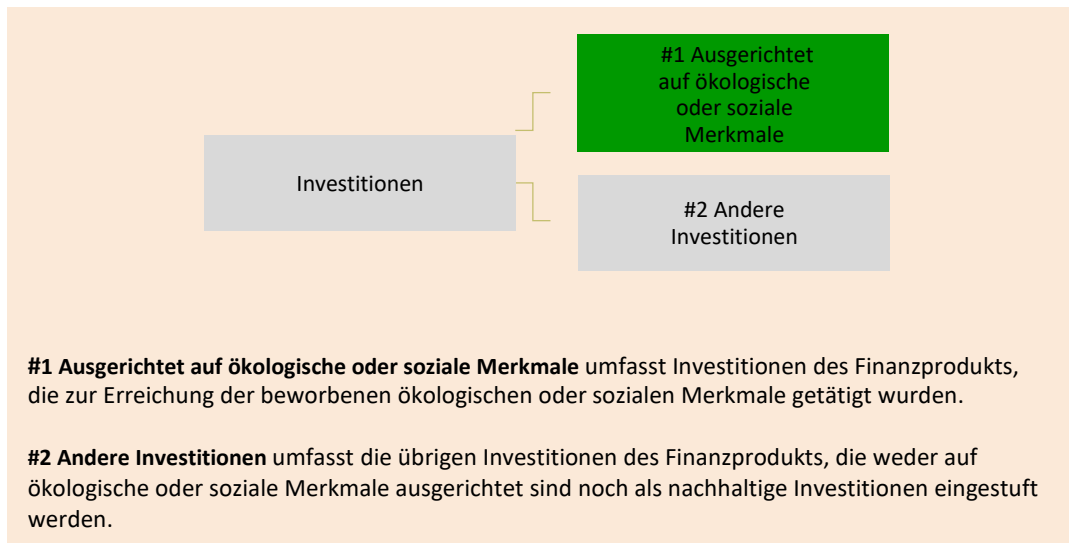 #1 Ausgerichtet
auf ökologische
oder soziale
Merkmale
Investitionen
#2 Andere
Investitionen
#1 Ausgerichtet auf ökologische oder soziale Merkmale umfasst Investitionen des Finanzprodukts,
die zur Erreichung der beworbenen ökologischen oder sozialen Merkmale getätigt wurden.
#2 Andere Investitionen umfasst die übrigen Investitionen des Finanzprodukts, die weder auf
ökologische oder soziale Merkmale ausgerichtet sind noch als nachhaltige Investitionen eingestuft
werden.